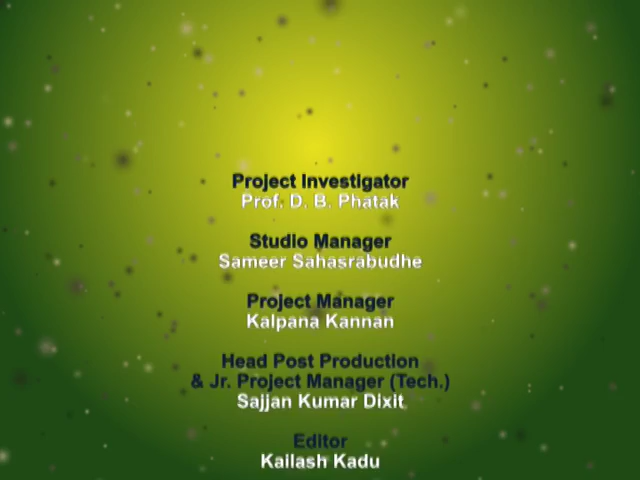 Project Investigator
Prof. D. B. Phatak
Studio Manager
Sameer Sahasrabudhe
Project Manager
Kalpana Kannan
Head Post Production
& Jr. Project Manager (Tech.)
Sajjan Kumar Dixit
Editor
Kailash Kadu